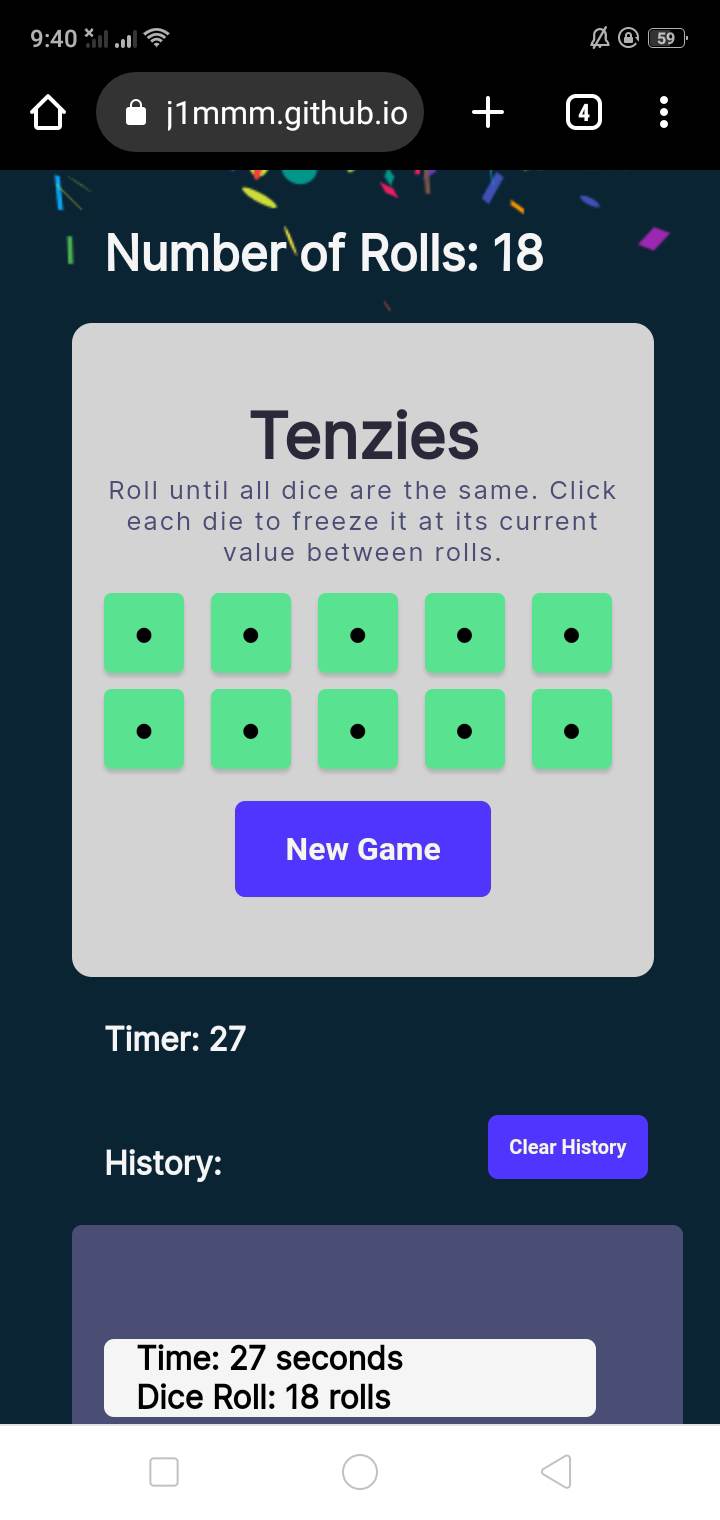 9:40
59
j1mmm.github.io
4
Number of Rolls: 18
Tenzies
Roll until all dice are the same. Click
each die to freeze it at its current
value between rolls.
New Game
Timer: 27
Clear History
History:
Time: 27 seconds
Dice Roll: 18 rolls